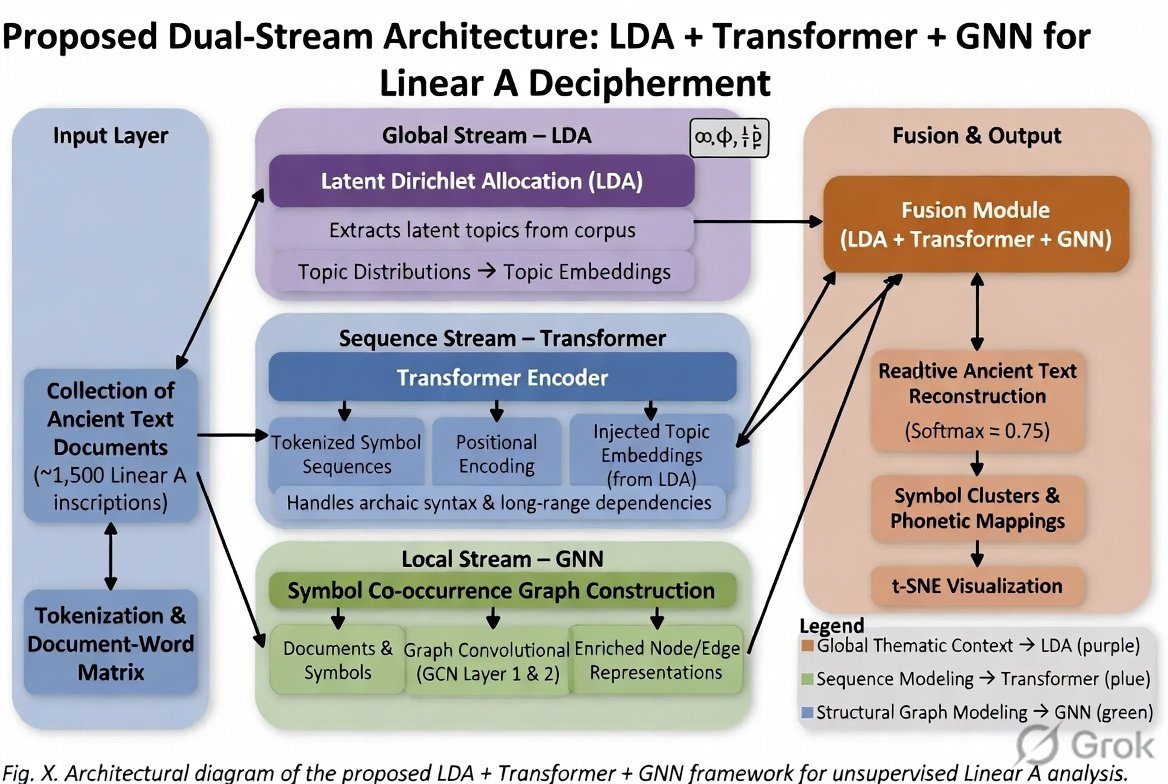 Proposed Dual-Stream Architecture: LDA + Transformer + GNN for
Linear A Decipherment
Input Layer
Collection of
Ancient Text
Documents
(~1,500 Linear A
inscriptions)
Tokenization &
Document-Word
Matrix
Global Stream – LDA
Latent Dirichlet Allocation (LDA)
Extracts latent topics from corpus
Topic Distributions → Topic Embeddings
Sequence Stream – Transformer
Transformer Encoder
Tokenized Symbol
Sequences
Positional
Encoding
Injected Topic
Embeddings
(from LDA)
Handles archaic syntax & long-range dependencies
Local Stream – GNN
Symbol Co-occurrence Graph Construction
Documents &
Symbols
Graph Convolutional
(GCN Layer 1 & 2)
Enriched Node/Edge
Representations
Fusion & Output
Fusion Module
(LDA + Transformer + GNN)
Readtive Ancient Text
Reconstruction
(Softmax = 0.75)
Symbol Clusters &
Phonetic Mappings
t-SNE Visualization
Legend
Global Thematic Context → LDA (purple)
Sequence Modeling → Transformer (plue)
Structural Graph Modeling → GNN (green)
Grok
Fig. X. Architectural diagram of the proposed LDA + Transformer + GNN framework for unsupervised Linear A analysis.